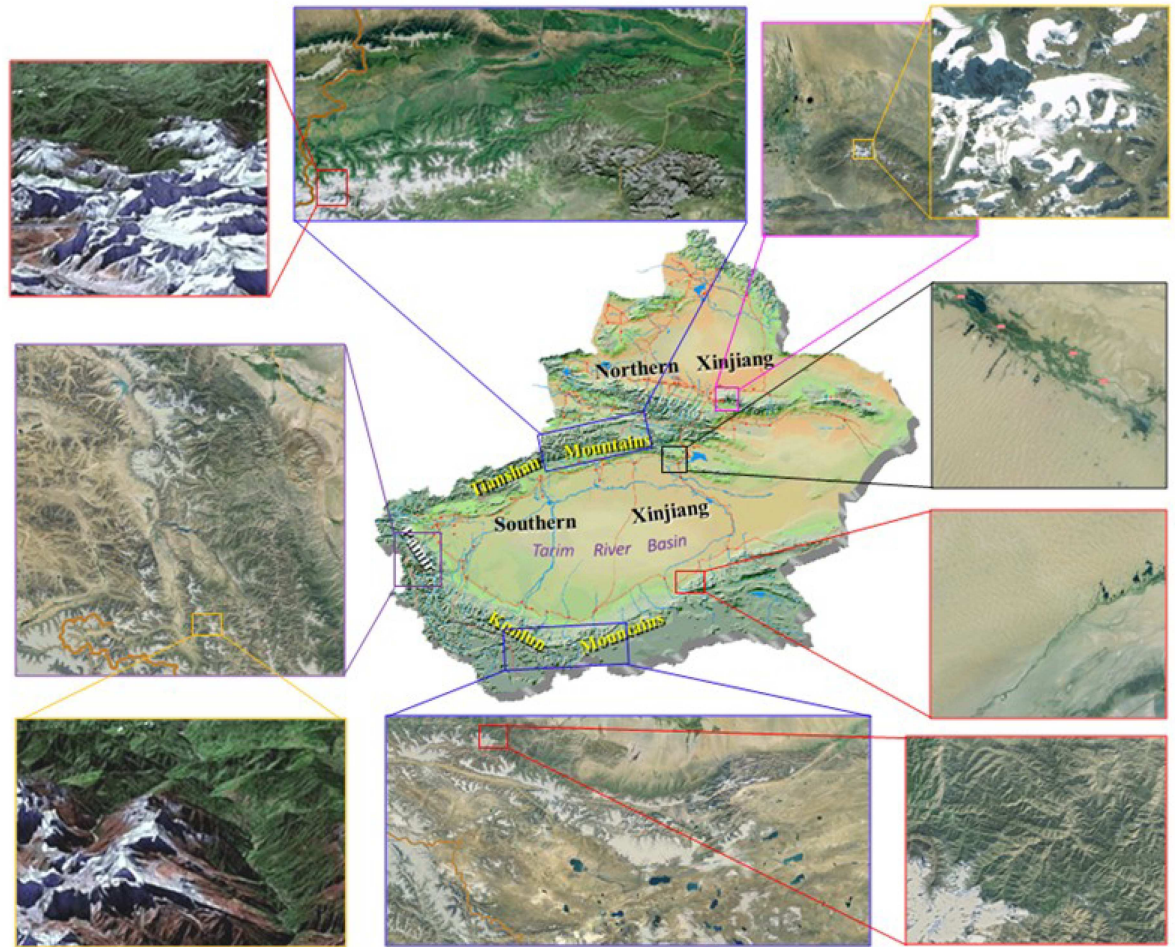 Northern Xinjiang
Tianshan Mountains
Southern Xinjiang
Tarim River Basin
Pamir
Kunlun Mountains